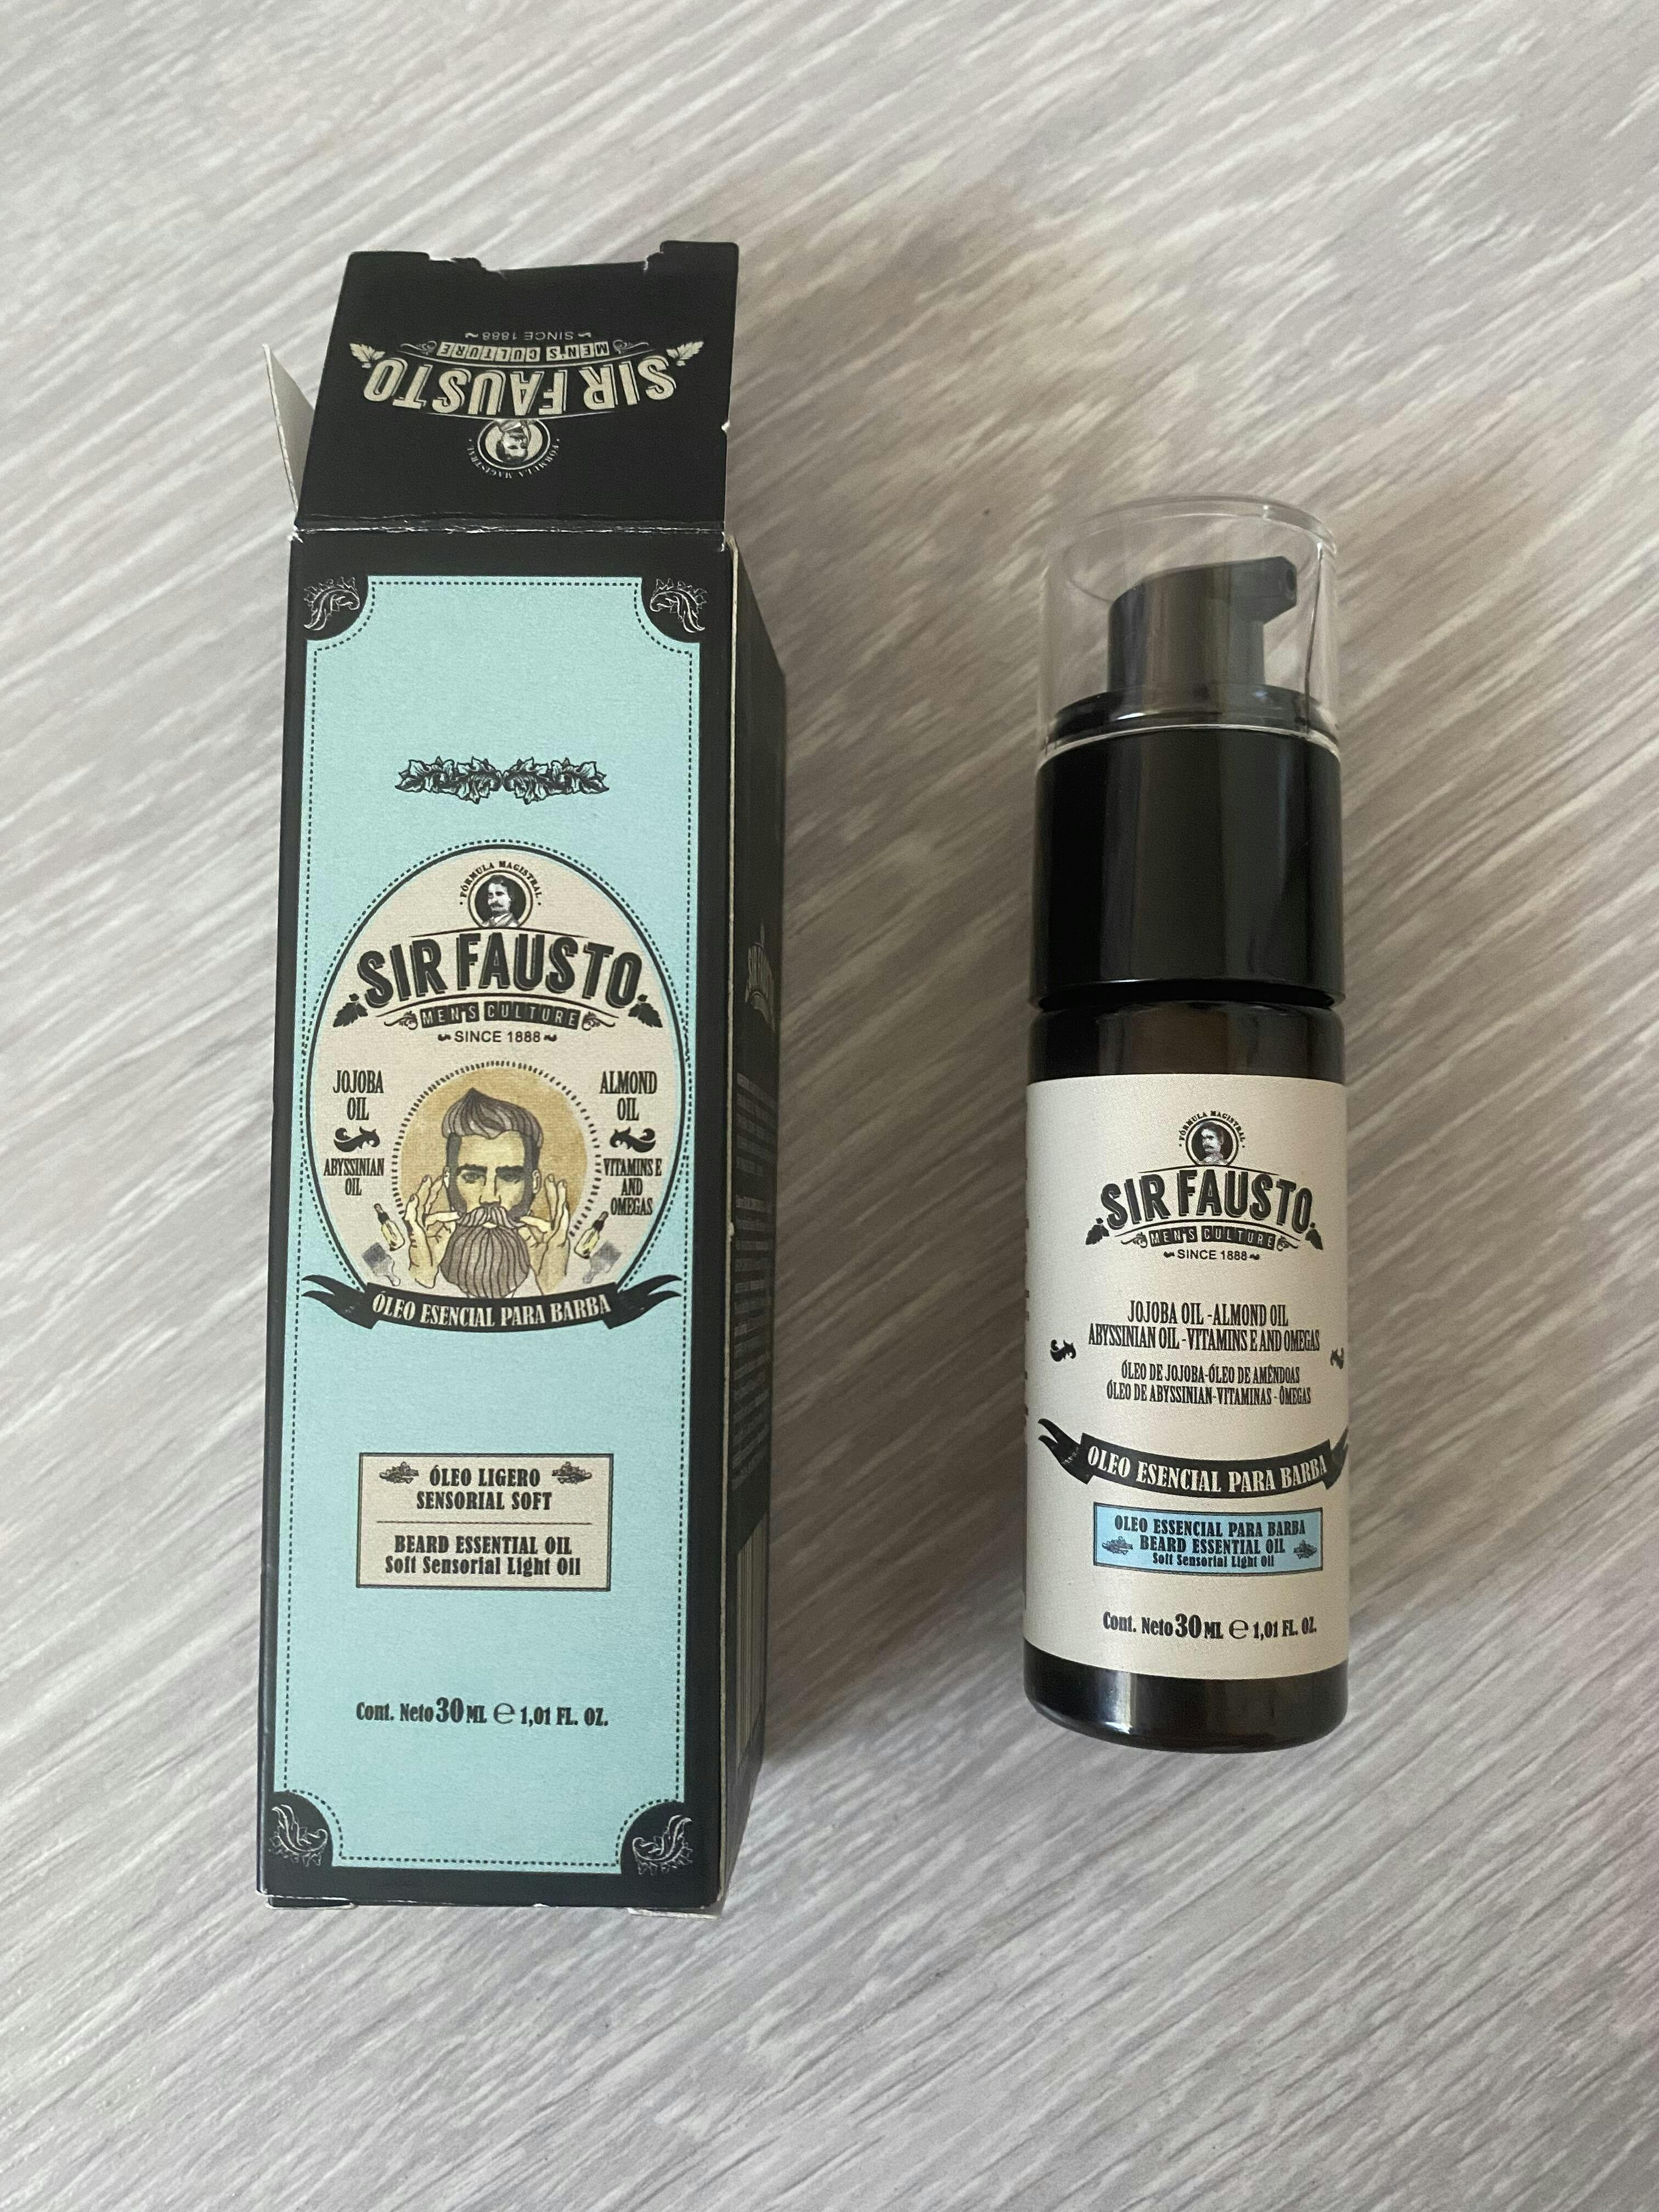 ~SINCE 1888~
MEN'S CULTURE
SIR FAUSTO
·FORMULA MAGISTRAL·
·FÓRMULA MAGISTRAL·
SIR FAUSTO
MEN'S CULTURE
~SINCE 1888~
JOJOBA
OIL
ABYSSINIAN
OIL
ALMOND
OIL
VITAMINS E
AND
OMEGAS
ÓLEO ESENCIAL PARA BARBA
ÓLEO LIGERO
SENSORIAL SOFT
BEARD ESSENTIAL OIL
Soft Sensorial Light Oil
Cont. Neto 30 ML ℮ 1,01 FL. OZ.
·FÓRMULA MAGISTRAL·
SIR FAUSTO
MEN'S CULTURE
~SINCE 1888~
JOJOBA OIL -ALMOND OIL
ABYSSINIAN OIL -VITAMINS E AND OMEGAS
ÓLEO DE JOJOBA-ÓLEO DE AMÊNDOAS
ÓLEO DE ABYSSINIAN-VITAMINAS -ÔMEGAS
ÓLEO ESENCIAL PARA BARBA
OLEO ESSENCIAL PARA BARBA
BEARD ESSENTIAL OIL
Soft Sensorial Light Oil
Cont. Neto 30 ML ℮ 1,01 FL. OZ.